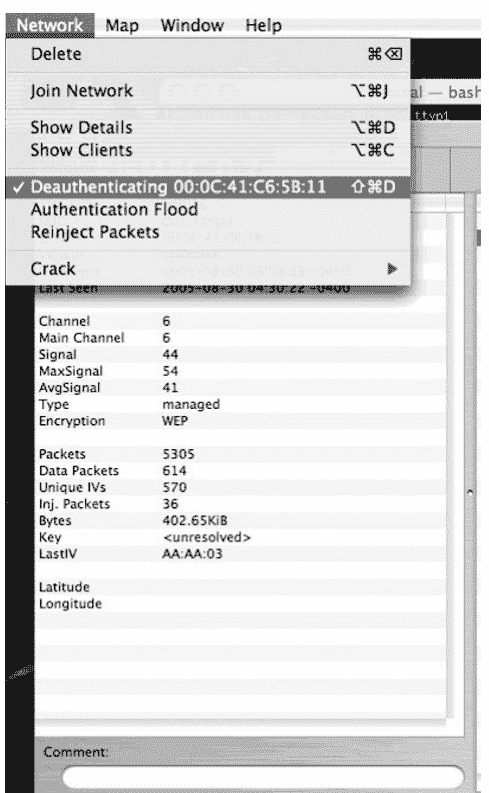 Network Map Window Help
Delete ⌘⌫
Join Network ⌥⌘J
al — bash
ttyp1
Show Details ⌥⌘D
Show Clients ⌥⌘C
✓ Deauthenticating 00:0C:41:C6:5B:11 ⇧⌘D
Authentication Flood
Reinject Packets
Crack ▶
Last Seen 2005-08-30 04:30:22 -0400
Channel 6
Main Channel 6
Signal 44
MaxSignal 54
AvgSignal 41
Type managed
Encryption WEP
Packets 5305
Data Packets 614
Unique IVs 570
Inj. Packets 36
Bytes 402.65KiB
Key <unresolved>
LastIV AA:AA:03
Latitude
Longitude
Comment: